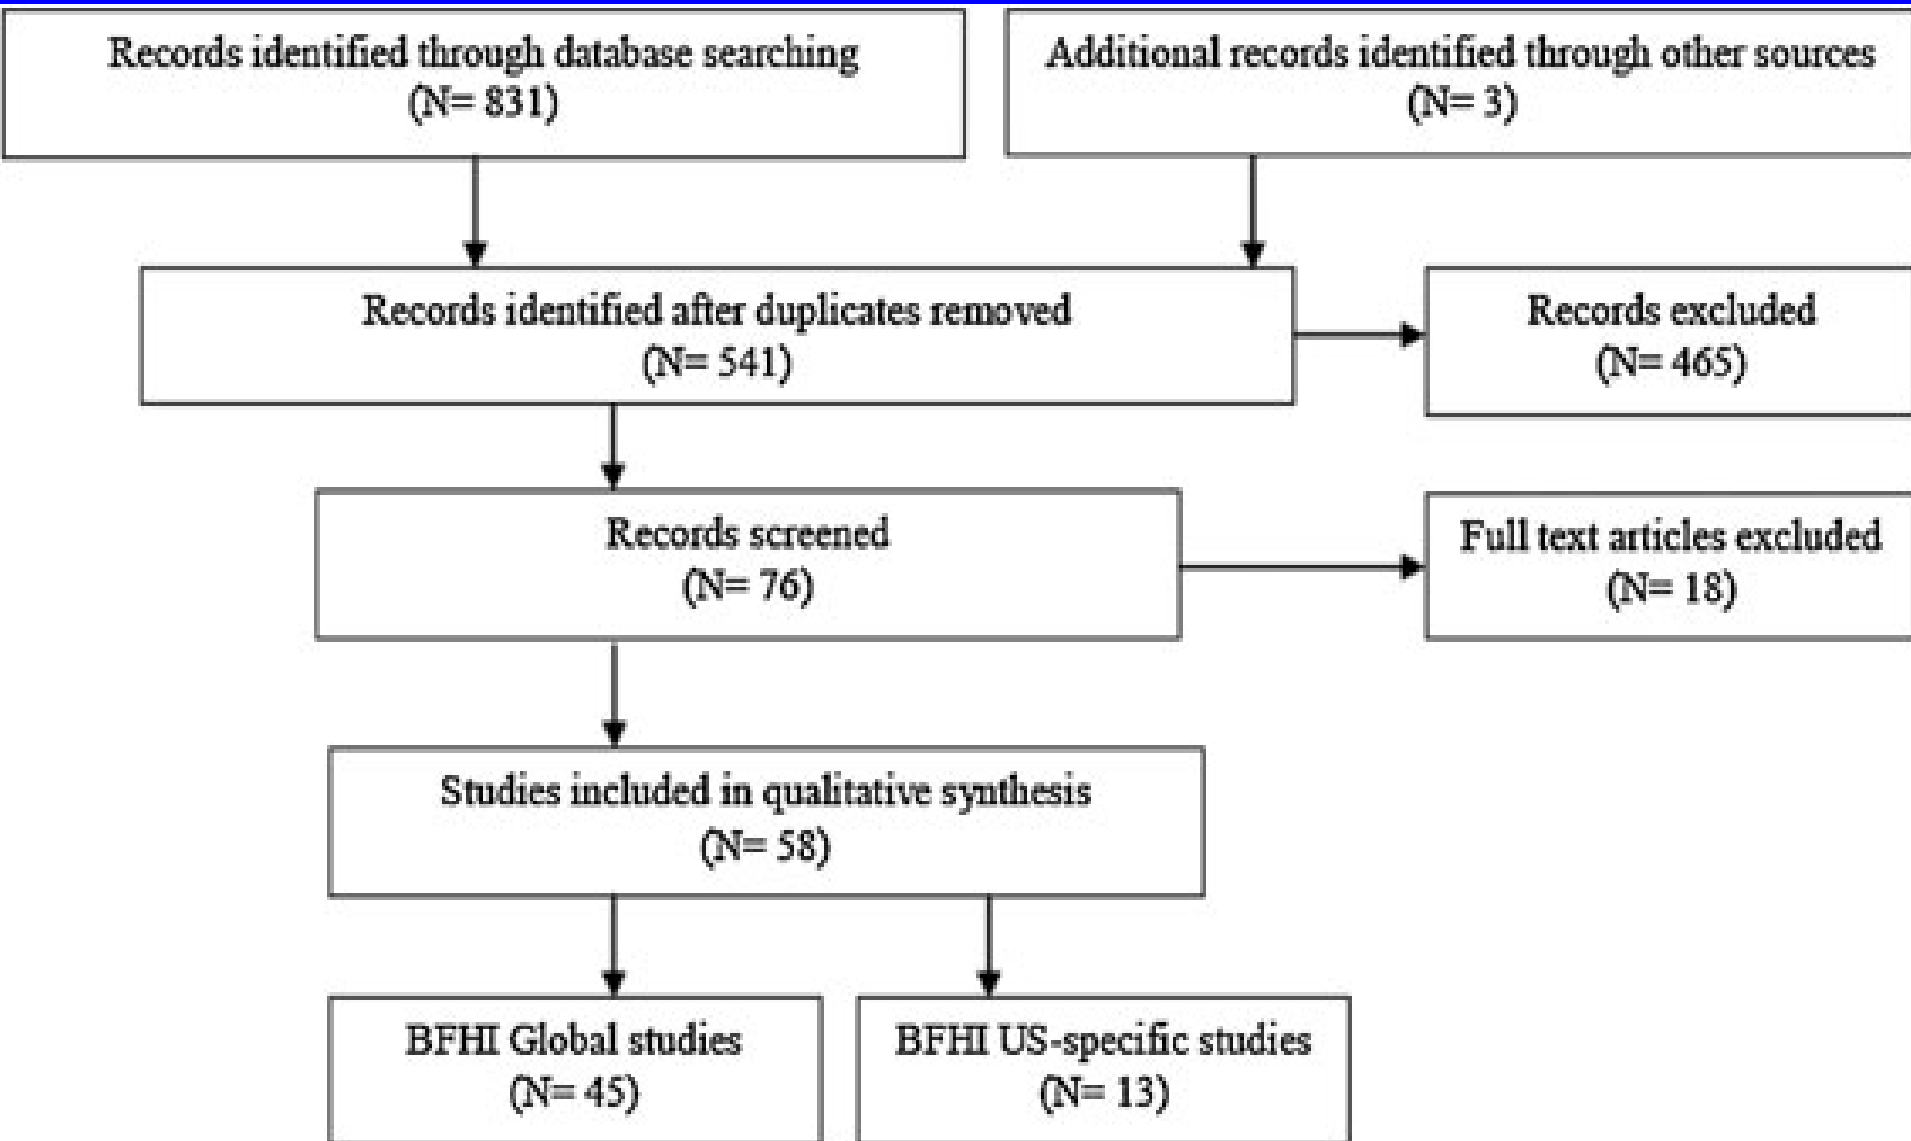 Records identified through database searching
(N= 831)
Additional records identified through other sources
(N= 3)
Records identified after duplicates removed
(N= 541)
Records excluded
(N= 465)
Records screened
(N= 76)
Full text articles excluded
(N= 18)
Studies included in qualitative synthesis
(N= 58)
BFHI Global studies
(N= 45)
BFHI US-specific studies
(N= 13)